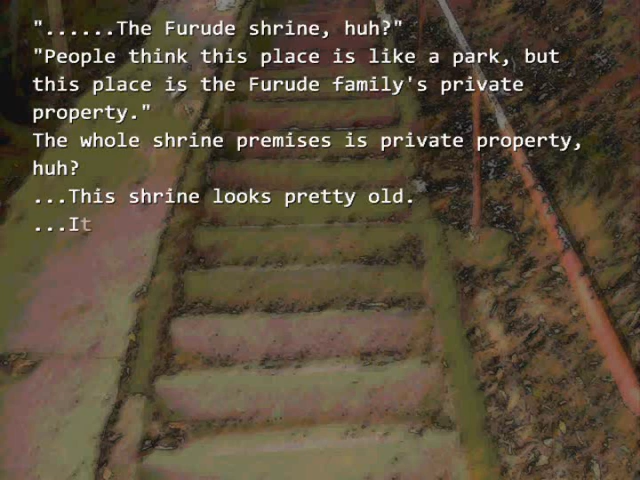 "......The Furude shrine, huh?"
"People think this place is like a park, but
this place is the Furude family's private
property."
The whole shrine premises is private property,
huh?
...This shrine looks pretty old.
...It